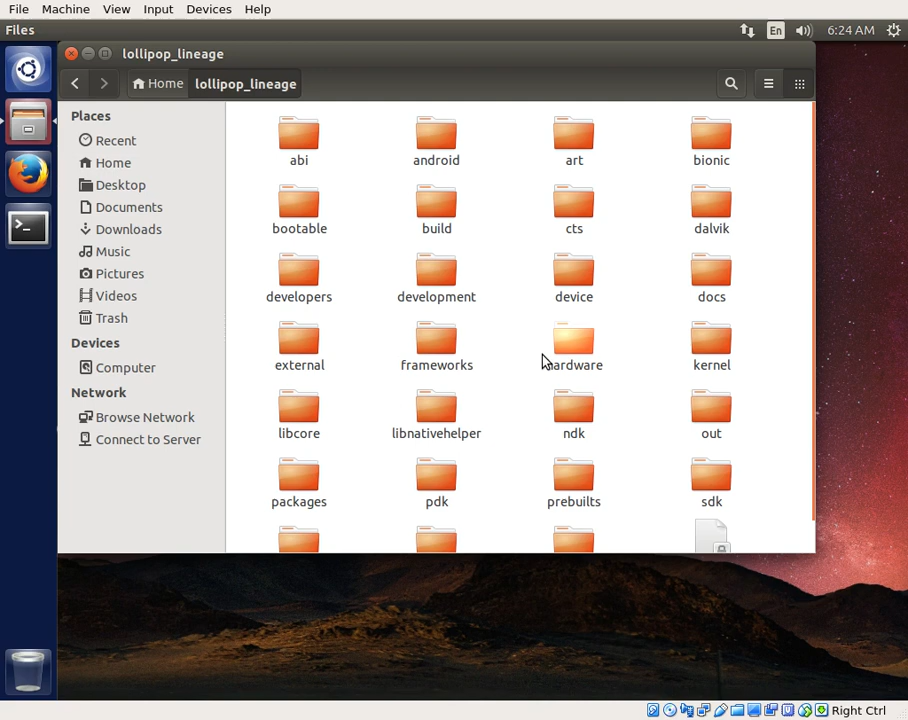 File Machine View Input Devices Help
Files En 6:24 AM
lollipop_lineage
Home lollipop_lineage
Places
Recent
Home
Desktop
Documents
Downloads
Music
Pictures
Videos
Trash
Devices
Computer
Network
Browse Network
Connect to Server
abi android art bionic
bootable build cts dalvik
developers development device docs
external frameworks hardware kernel
libcore libnativehelper ndk out
packages pdk prebuilts sdk
Right Ctrl